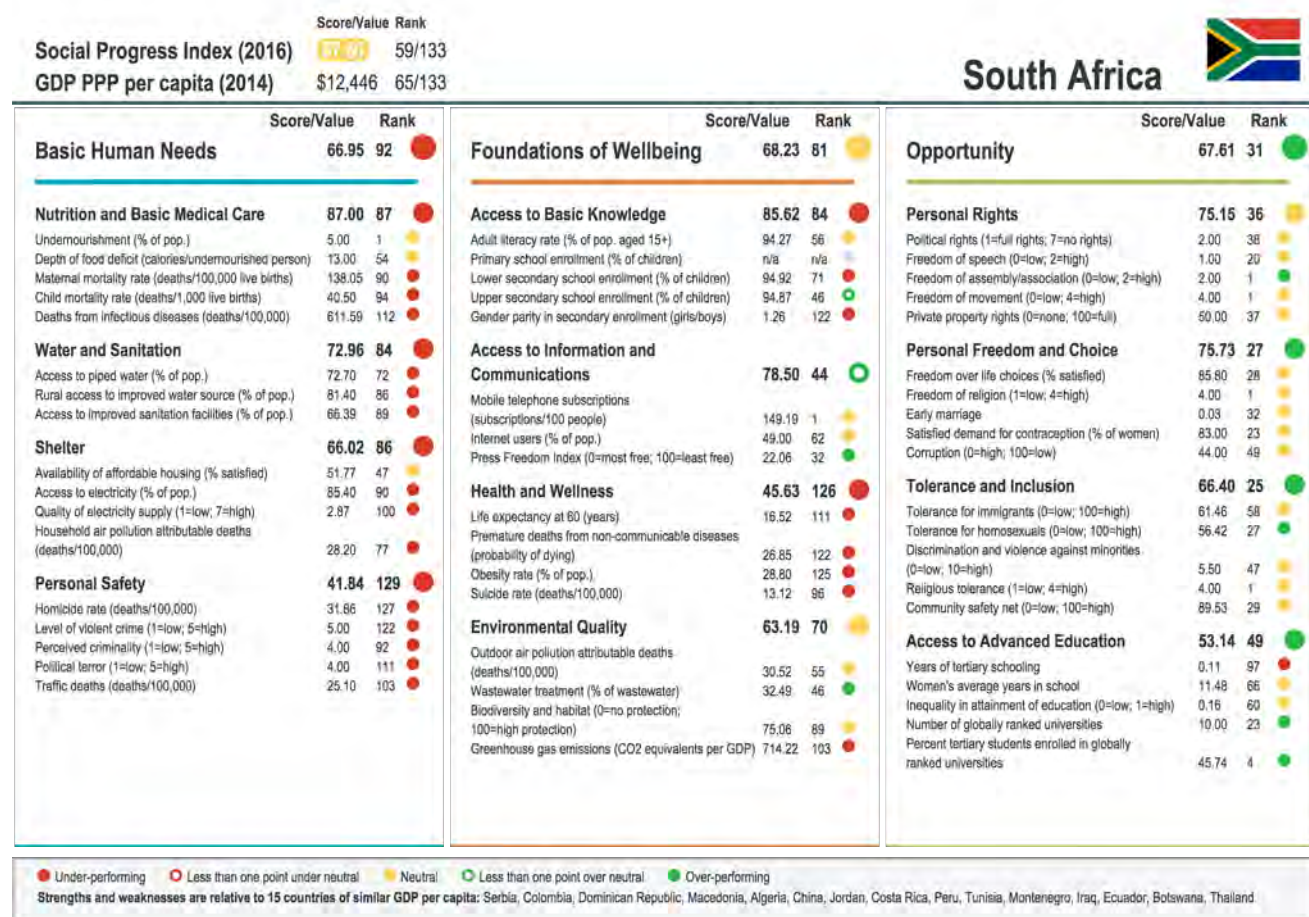 Score/Value Rank
Social Progress Index (2016) 59/133
GDP PPP per capita (2014) $12,446 65/133
South Africa
Score/Value Rank
Basic Human Needs 66.95 92
Nutrition and Basic Medical Care 87.00 87
Undernourishment (% of pop.) 5.00 1
Depth of food deficit (calories/undernourished person) 13.00 54
Maternal mortality rate (deaths/100,000 live births) 138.05 90
Child mortality rate (deaths/1,000 live births) 40.50 94
Deaths from infectious diseases (deaths/100,000) 611.59 112
Water and Sanitation 72.96 84
Access to piped water (% of pop.) 72.70 72
Rural access to improved water source (% of pop.) 81.40 86
Access to improved sanitation facilities (% of pop.) 66.39 89
Shelter 66.02 86
Availability of affordable housing (% satisfied) 51.77 47
Access to electricity (% of pop.) 85.40 90
Quality of electricity supply (1=low; 7=high) 2.87 100
Household air pollution attributable deaths
(deaths/100,000) 28.20 77
Personal Safety 41.84 129
Homicide rate (deaths/100,000) 31.86 127
Level of violent crime (1=low; 5=high) 5.00 122
Perceived criminality (1=low; 5=high) 4.00 92
Political terror (1=low; 5=high) 4.00 111
Traffic deaths (deaths/100,000) 25.10 103
Score/Value Rank
Foundations of Wellbeing 68.23 81
Access to Basic Knowledge 85.62 84
Adult literacy rate (% of pop. aged 15+) 94.27 56
Primary school enrollment (% of children) n/a n/a
Lower secondary school enrollment (% of children) 94.92 71
Upper secondary school enrollment (% of children) 94.87 46
Gender parity in secondary enrollment (girls/boys) 1.26 122
Access to Information and
Communications 78.50 44
Mobile telephone subscriptions
(subscriptions/100 people) 149.19 1
Internet users (% of pop.) 49.00 62
Press Freedom Index (0=most free; 100=least free) 22.06 32
Health and Wellness 45.63 126
Life expectancy at 60 (years) 16.52 111
Premature deaths from non-communicable diseases
(probability of dying) 26.85 122
Obesity rate (% of pop.) 28.80 125
Suicide rate (deaths/100,000) 13.12 96
Environmental Quality 63.19 70
Outdoor air pollution attributable deaths
(deaths/100,000) 30.52 55
Wastewater treatment (% of wastewater) 32.49 46
Biodiversity and habitat (0=no protection;
100=high protection) 75.06 89
Greenhouse gas emissions (CO2 equivalents per GDP) 714.22 103
Score/Value Rank
Opportunity 67.61 31
Personal Rights 75.15 36
Political rights (1=full rights; 7=no rights) 2.00 38
Freedom of speech (0=low; 2=high) 1.00 20
Freedom of assembly/association (0=low; 2=high) 2.00 1
Freedom of movement (0=low; 4=high) 4.00 1
Private property rights (0=none; 100=full) 50.00 37
Personal Freedom and Choice 75.73 27
Freedom over life choices (% satisfied) 85.80 28
Freedom of religion (1=low; 4=high) 4.00 1
Early marriage 0.03 32
Satisfied demand for contraception (% of women) 83.00 23
Corruption (0=high; 100=low) 44.00 49
Tolerance and Inclusion 66.40 25
Tolerance for immigrants (0=low; 100=high) 61.46 58
Tolerance for homosexuals (0=low; 100=high) 56.42 27
Discrimination and violence against minorities
(0=low; 10=high) 5.50 47
Religious tolerance (1=low; 4=high) 4.00 1
Community safety net (0=low; 100=high) 89.53 29
Access to Advanced Education 53.14 49
Years of tertiary schooling 0.11 97
Women's average years in school 11.48 66
Inequality in attainment of education (0=low; 1=high) 0.16 60
Number of globally ranked universities 10.00 23
Percent tertiary students enrolled in globally
ranked universities 45.74 4
Under-performing Less than one point under neutral Neutral Less than one point over neutral Over-performing
Strengths and weaknesses are relative to 15 countries of similar GDP per capita: Serbia, Colombia, Dominican Republic, Macedonia, Algeria, China, Jordan, Costa Rica, Peru, Tunisia, Montenegro, Iraq, Ecuador, Botswana, Thailand